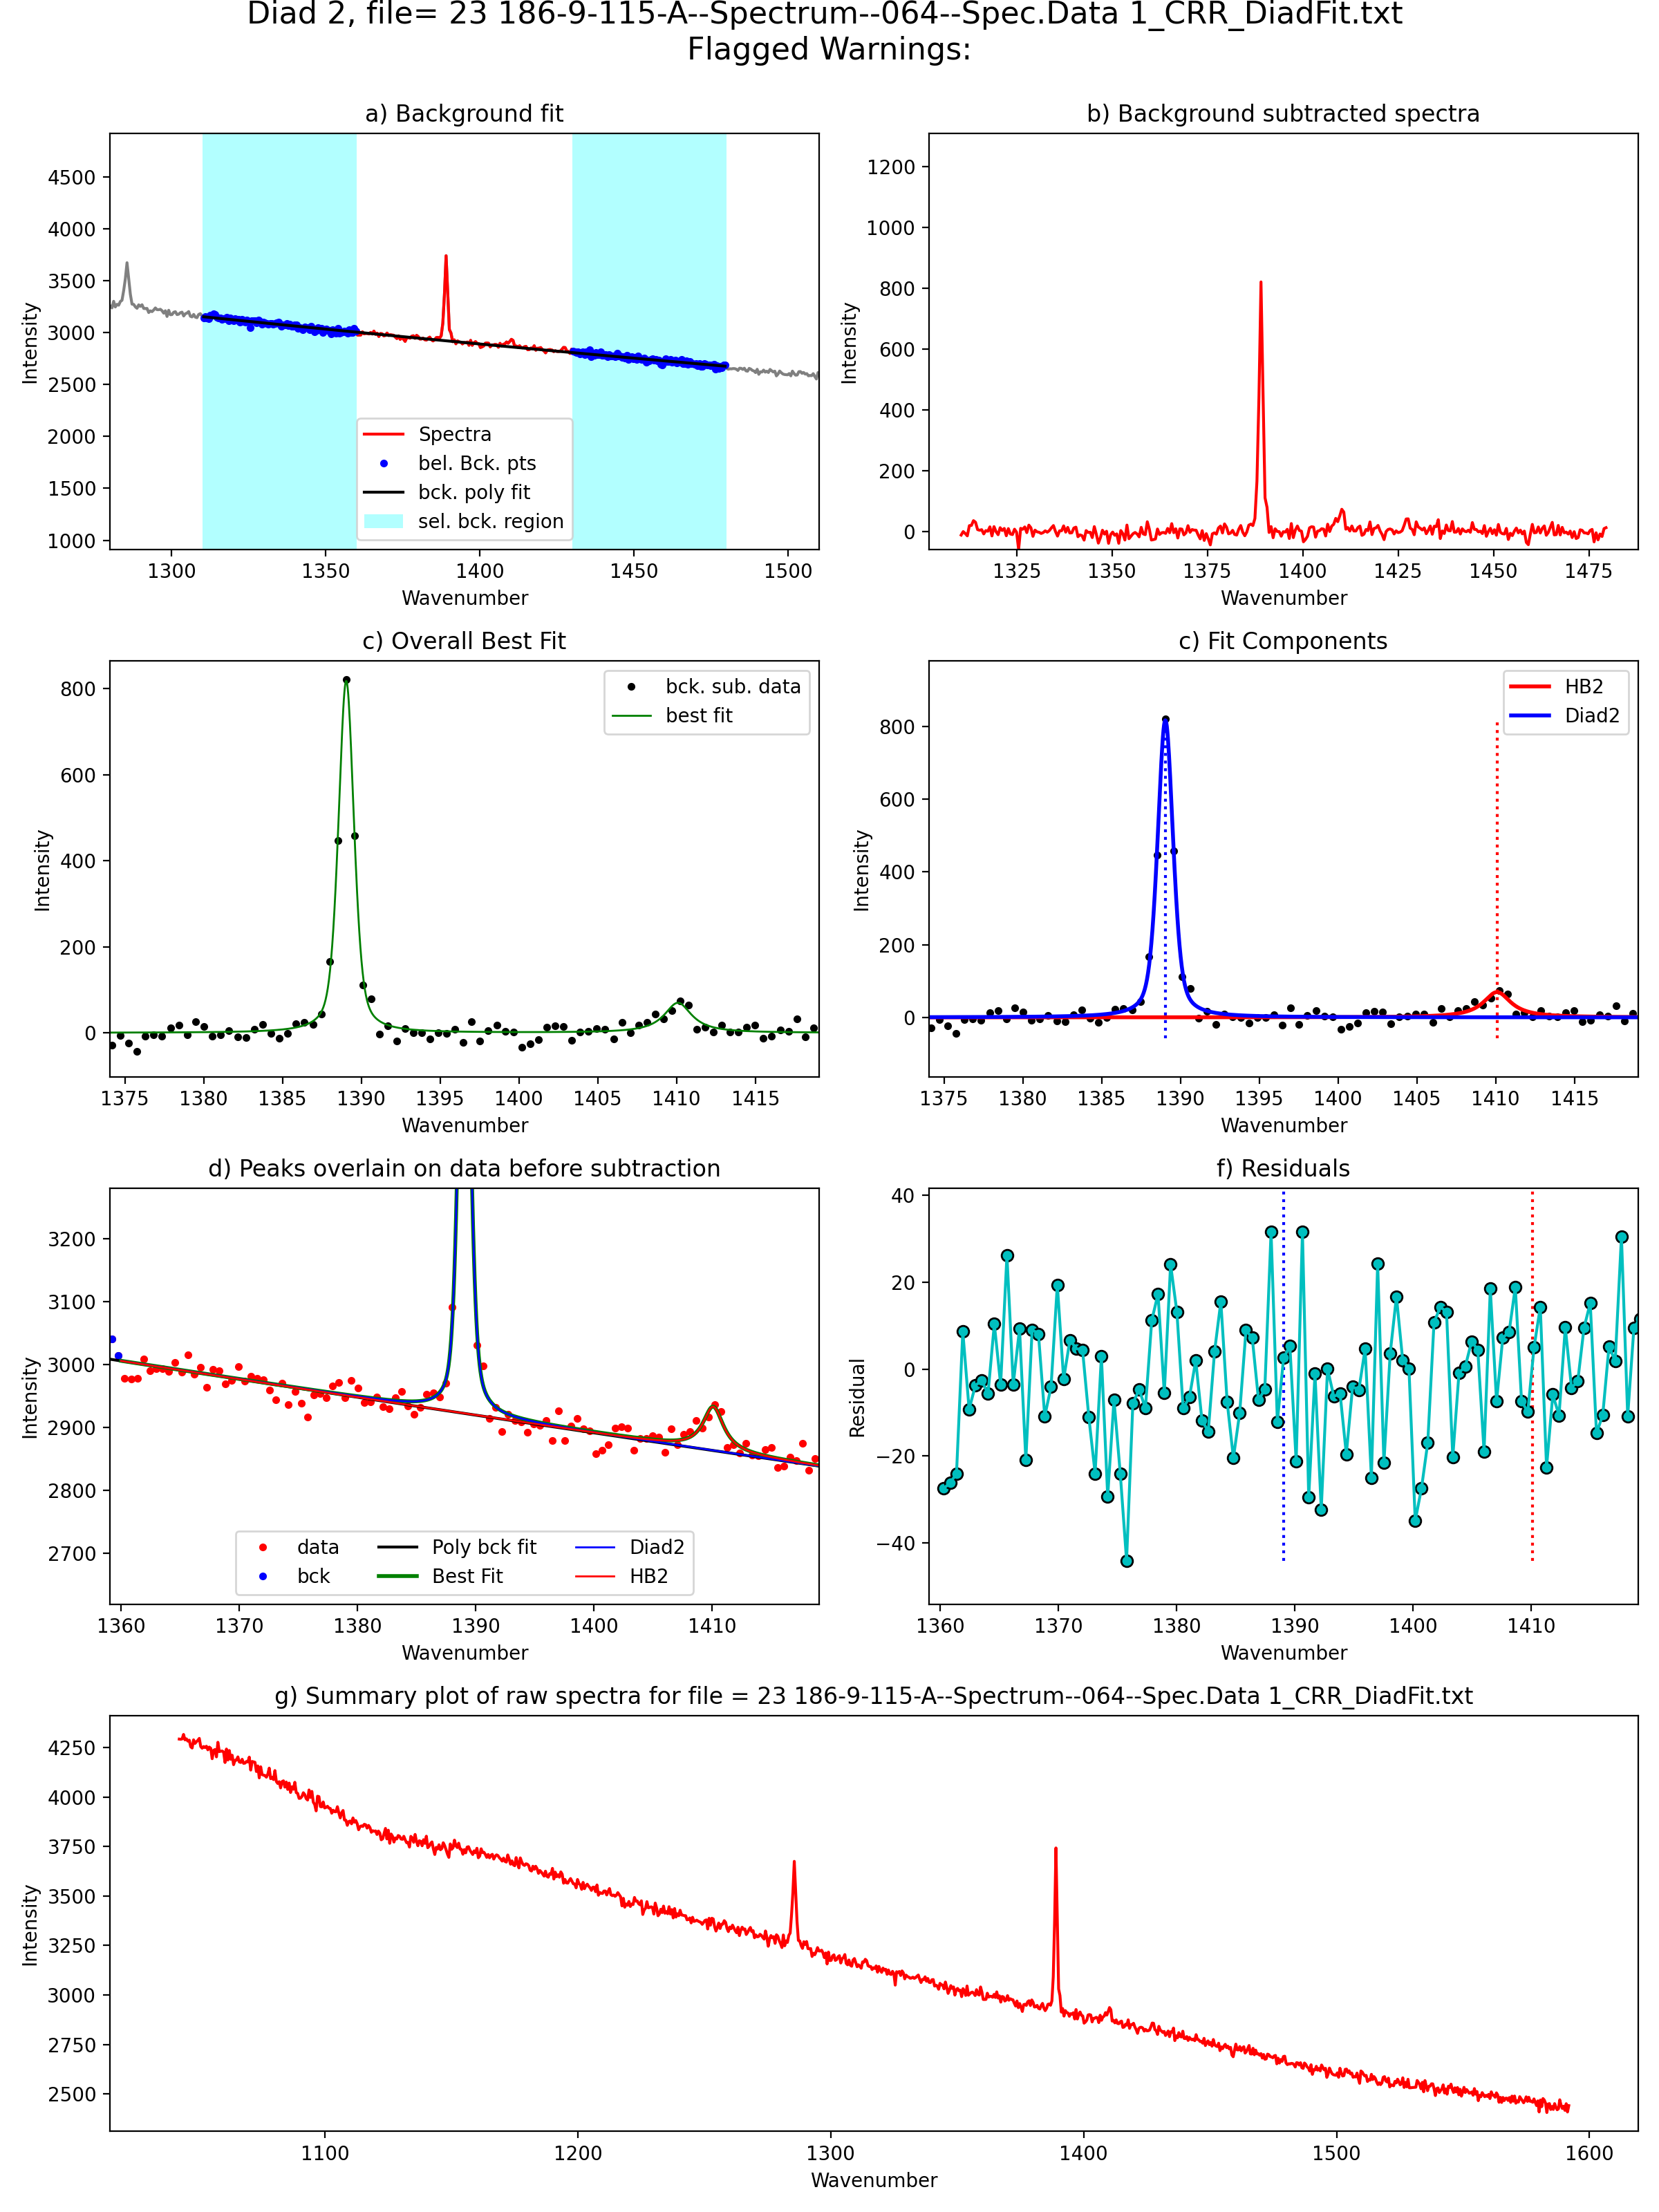 Diad 2, file= 23 186-9-115-A--Spectrum--064--Spec.Data 1_CRR_DiadFit.txt
Flagged Warnings:
a) Background fit
Intensity
4500
4000
3500
3000
2500
2000
1500
1000
Spectra
bel. Bck. pts
bck. poly fit
sel. bck. region
1300 1350 1400 1450 1500
Wavenumber
b) Background subtracted spectra
Intensity
1200
1000
800
600
400
200
0
1325 1350 1375 1400 1425 1450 1475
Wavenumber
c) Overall Best Fit
Intensity
800
600
400
200
0
bck. sub. data
best fit
1375 1380 1385 1390 1395 1400 1405 1410 1415
Wavenumber
c) Fit Components
Intensity
800
600
400
200
0
HB2
Diad2
1375 1380 1385 1390 1395 1400 1405 1410 1415
Wavenumber
d) Peaks overlain on data before subtraction
Intensity
3200
3100
3000
2900
2800
2700
data Poly bck fit Diad2
bck Best Fit HB2
1360 1370 1380 1390 1400 1410
Wavenumber
f) Residuals
Residual
40
20
0
−20
−40
1360 1370 1380 1390 1400 1410
Wavenumber
g) Summary plot of raw spectra for file = 23 186-9-115-A--Spectrum--064--Spec.Data 1_CRR_DiadFit.txt
Intensity
4250
4000
3750
3500
3250
3000
2750
2500
1100 1200 1300 1400 1500 1600
Wavenumber